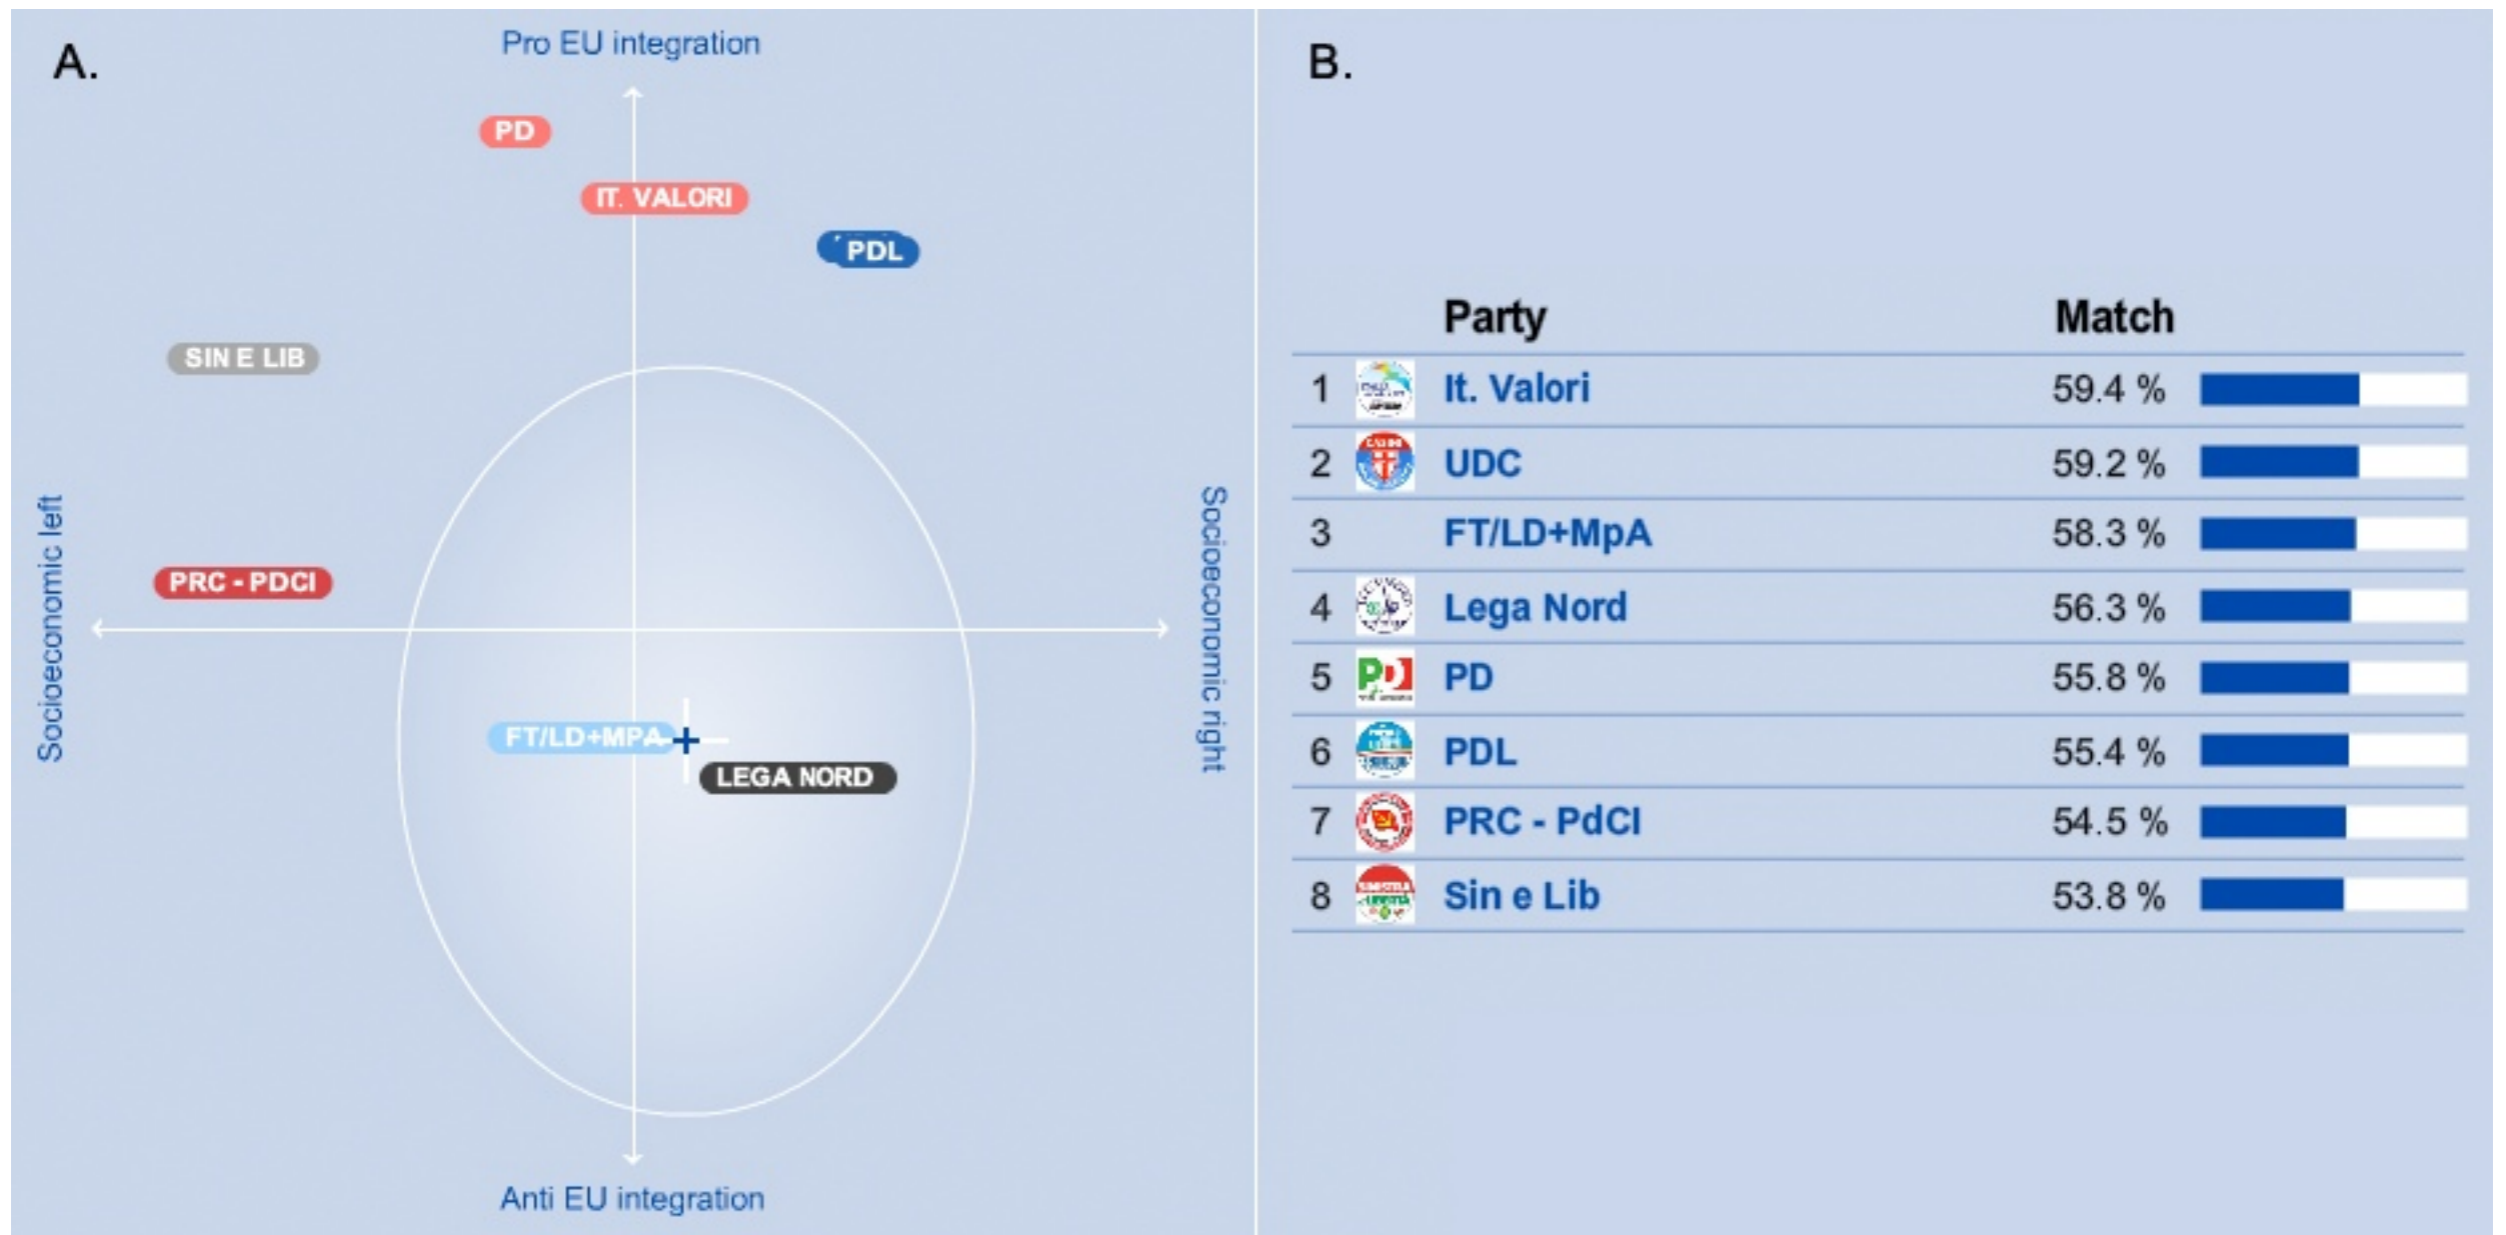 A.
Pro EU integration
PD
IT. VALORI
PDL
SIN E LIB
PRC - PDCI
Socioeconomic left
Socioeconomic right
FT/LD+MPA
LEGA NORD
Anti EU integration
B.
Party Match
1 It. Valori 59.4 %
2 UDC 59.2 %
3 FT/LD+MpA 58.3 %
4 Lega Nord 56.3 %
5 PD 55.8 %
6 PDL 55.4 %
7 PRC - PdCI 54.5 %
8 Sin e Lib 53.8 %